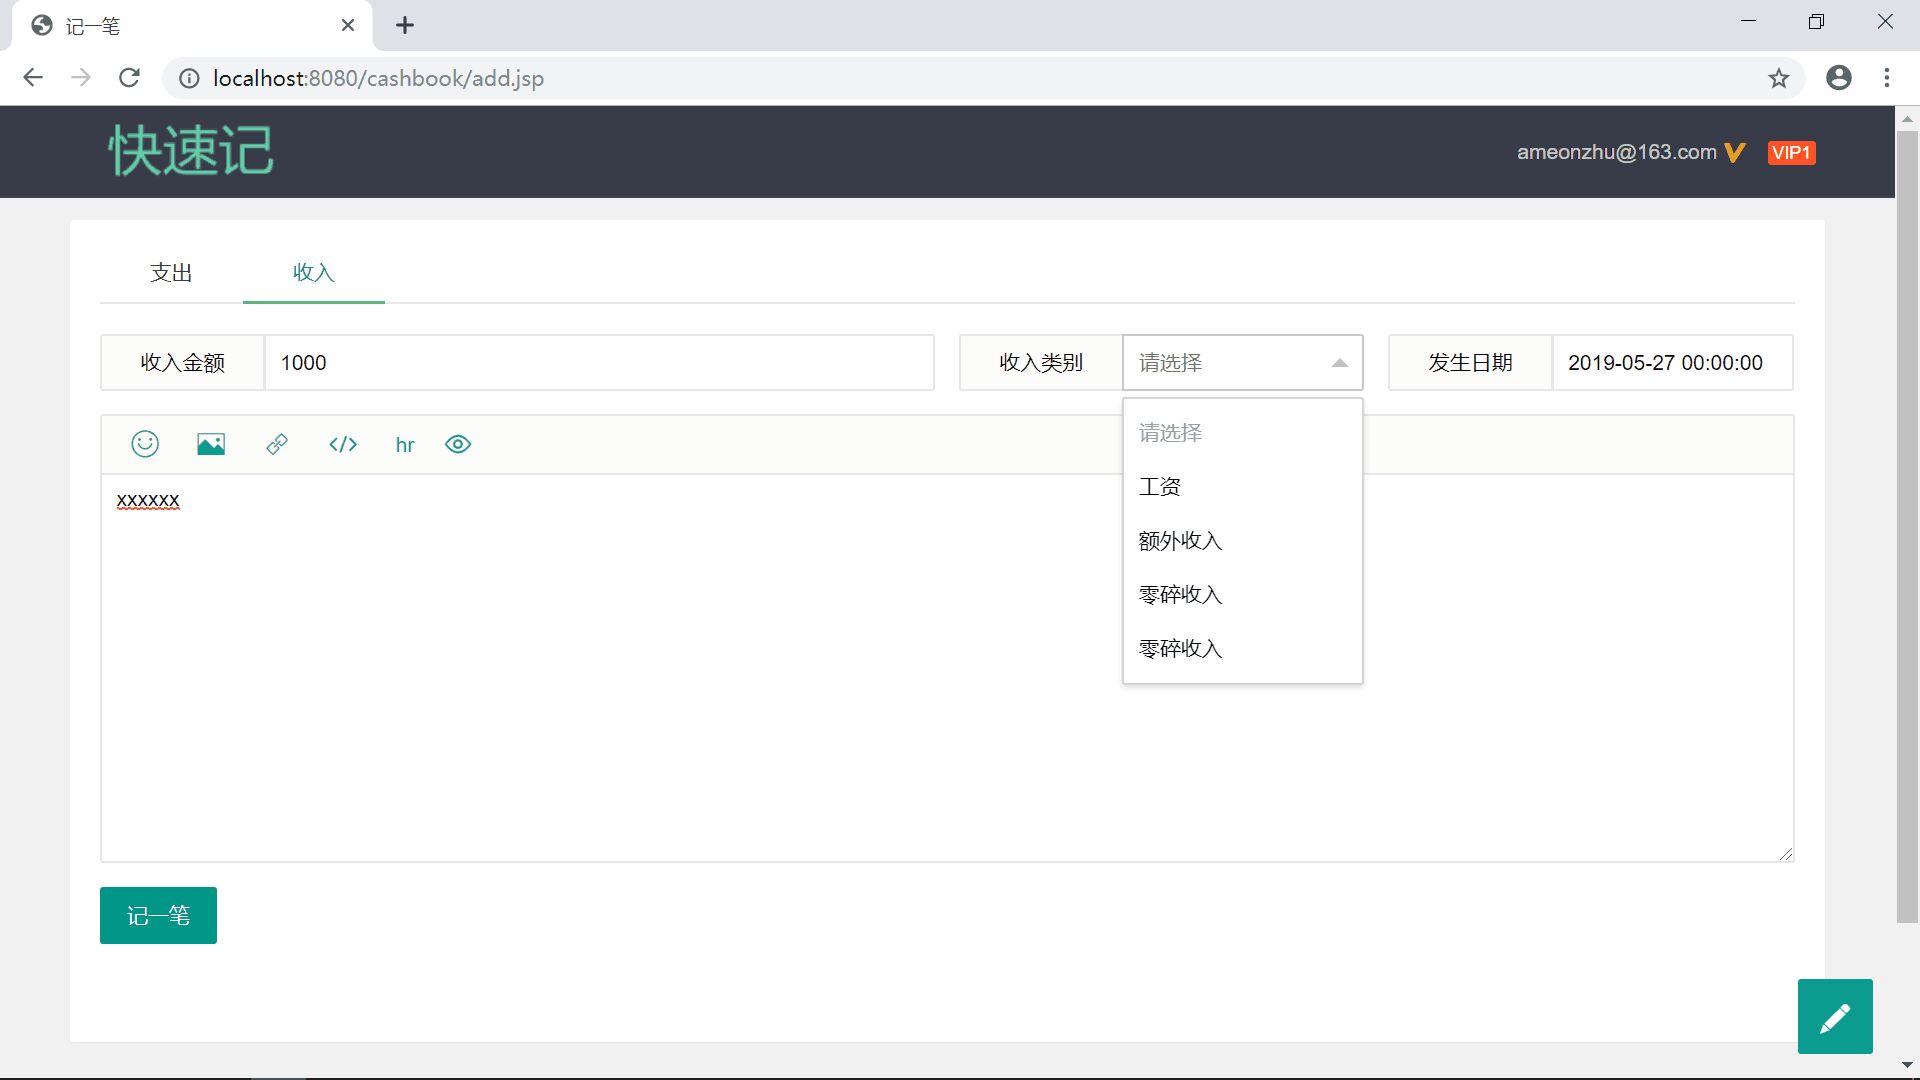 记一笔
localhost:8080/cashbook/add.jsp
快速记
ameonzhu@163.com V VIP1
支出 收入
收入金额 1000 收入类别 请选择 发生日期 2019-05-27 00:00:00
hr
请选择
工资
额外收入
零碎收入
零碎收入
xxxxxx
记一笔